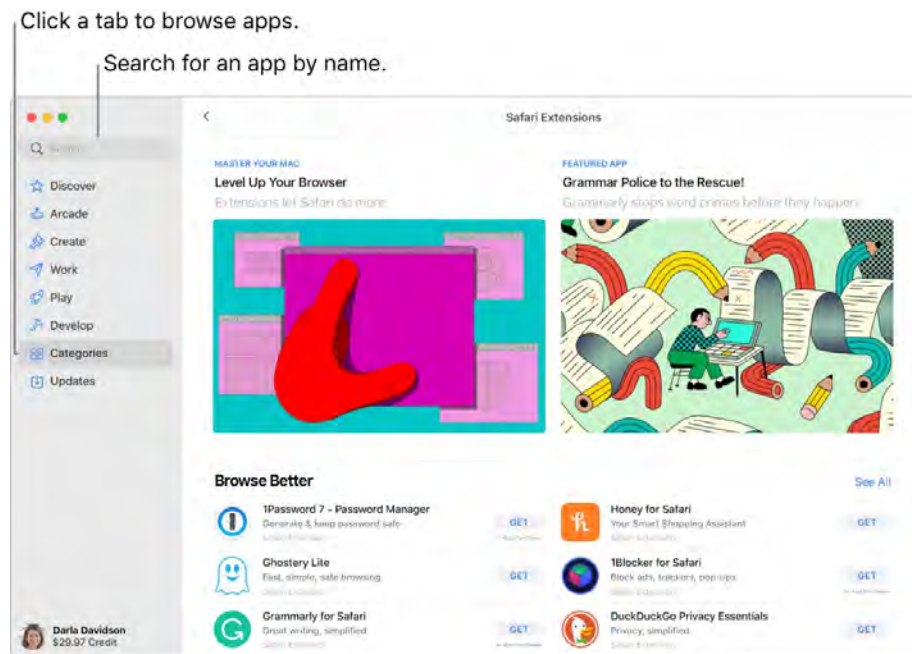 Click a tab to browse apps.
Search for an app by name.
Safari Extensions
Search
Discover
Arcade
Create
Work
Play
Develop
Categories
Updates
Darla Davidson
$29.97 Credit
MASTER YOUR MAC
Level Up Your Browser
Extensions let Safari do more.
FEATURED APP
Grammar Police to the Rescue!
Grammarly stops word crimes before they happen.
Browse Better
See All
1Password 7 - Password Manager
Generate & keep password safe
GET
Honey for Safari
Your Smart Shopping Assistant
GET
Ghostery Lite
Fast, simple, safe browsing
GET
1Blocker for Safari
Block ads, trackers, pop-ups
GET
Grammarly for Safari
Great writing, simplified
GET
DuckDuckGo Privacy Essentials
Privacy, simplified
GET